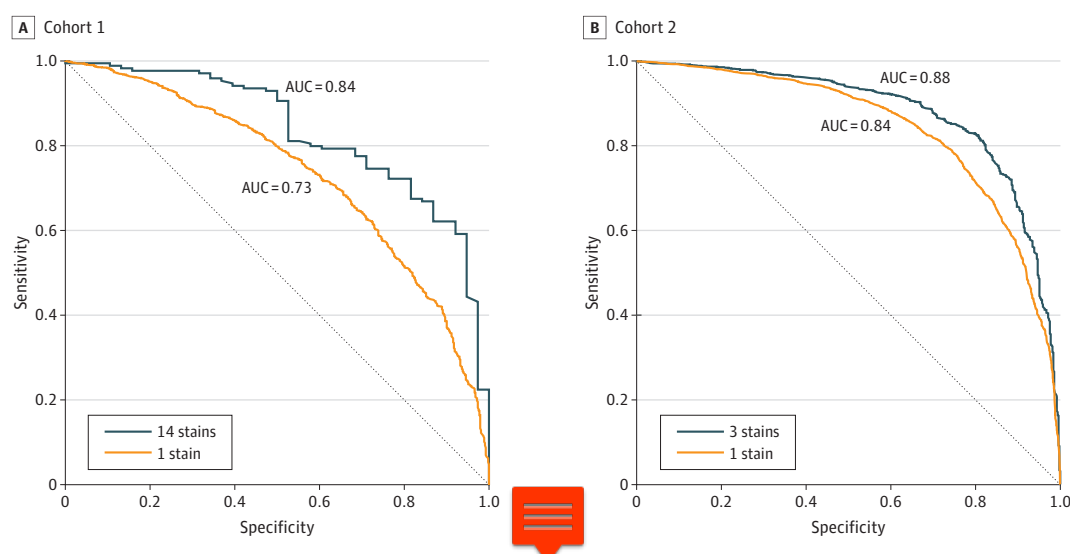 A Cohort 1
1.0
0.8
0.6
0.4
0.2
0
Sensitivity
AUC = 0.84
AUC = 0.73
14 stains
1 stain
0 0.2 0.4 0.6 0.8 1.0
Specificity
B Cohort 2
1.0
0.8
0.6
0.4
0.2
0
Sensitivity
AUC = 0.88
AUC = 0.84
3 stains
1 stain
0 0.2 0.4 0.6 0.8 1.0
Specificity